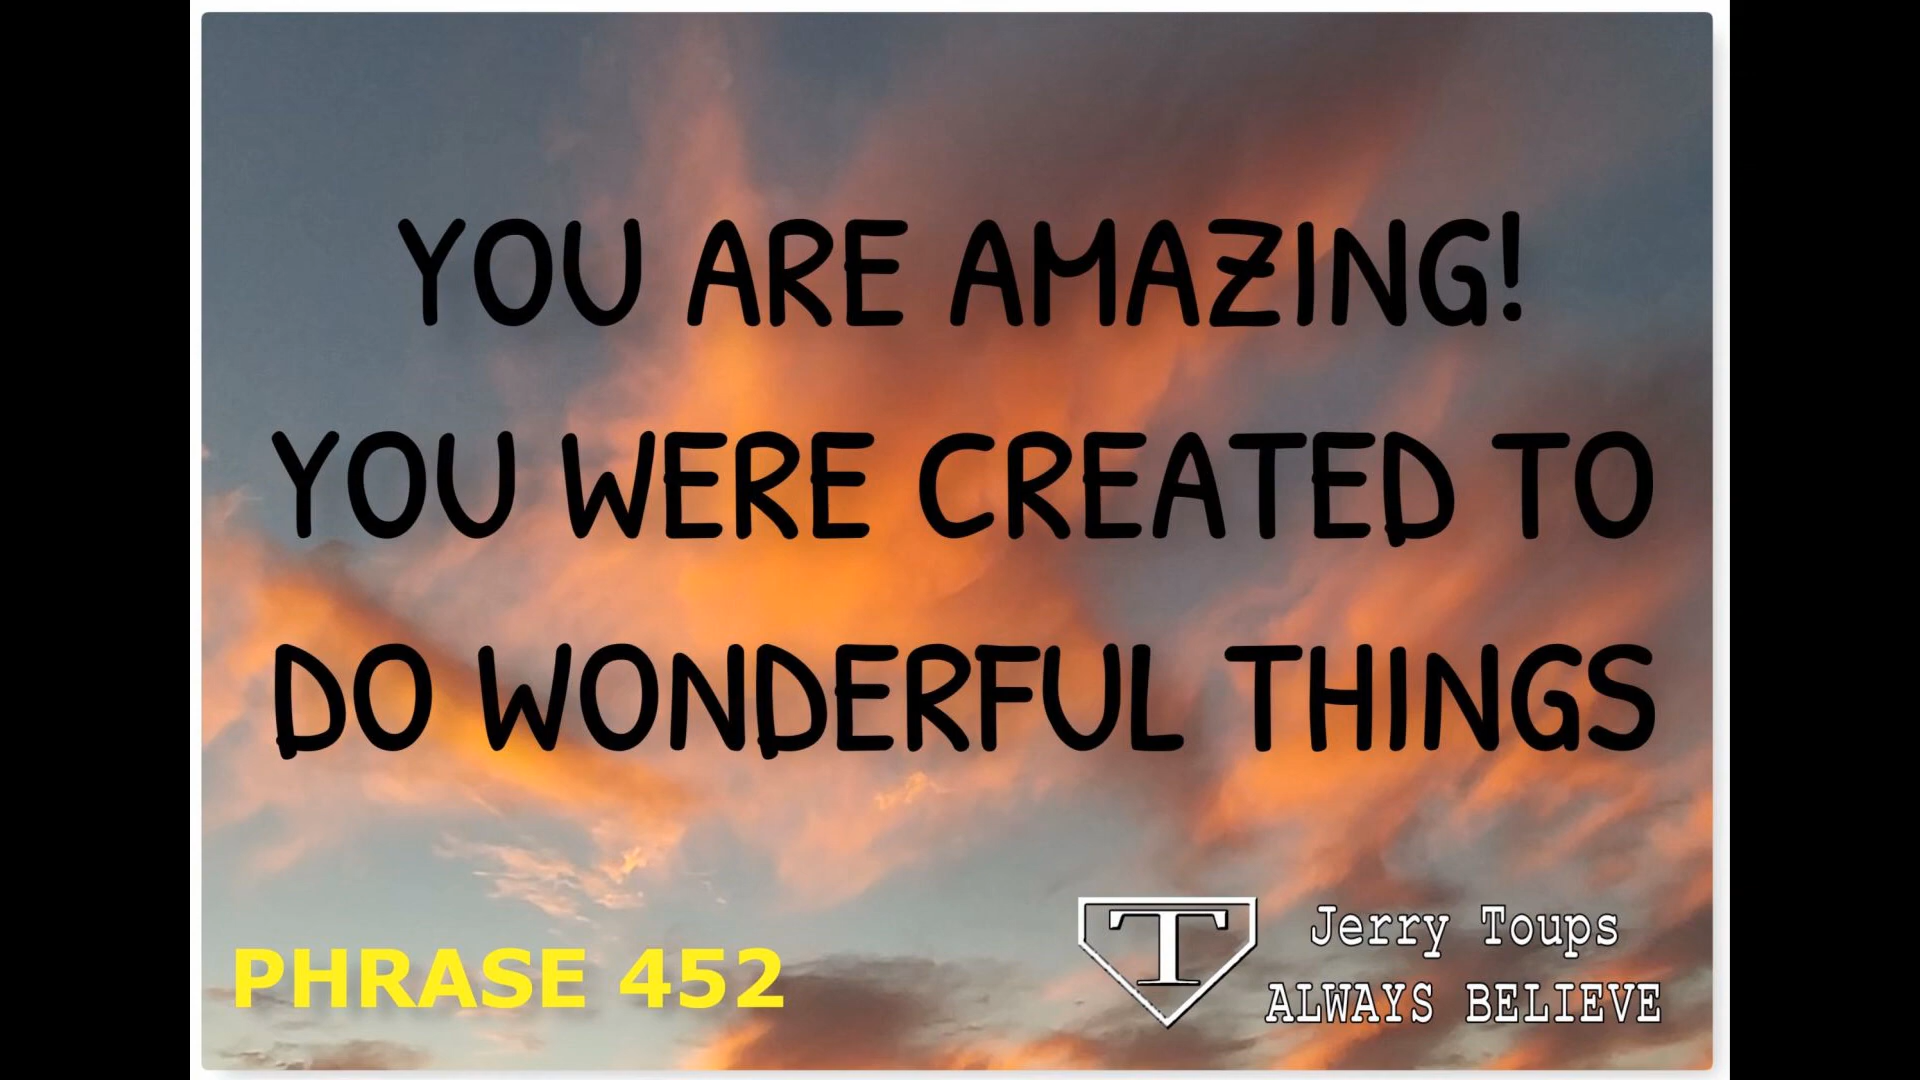 YOU ARE AMAZING!
YOU WERE CREATED TO
DO WONDERFUL THINGS
PHRASE 452
T
Jerry Toups
ALWAYS BELIEVE